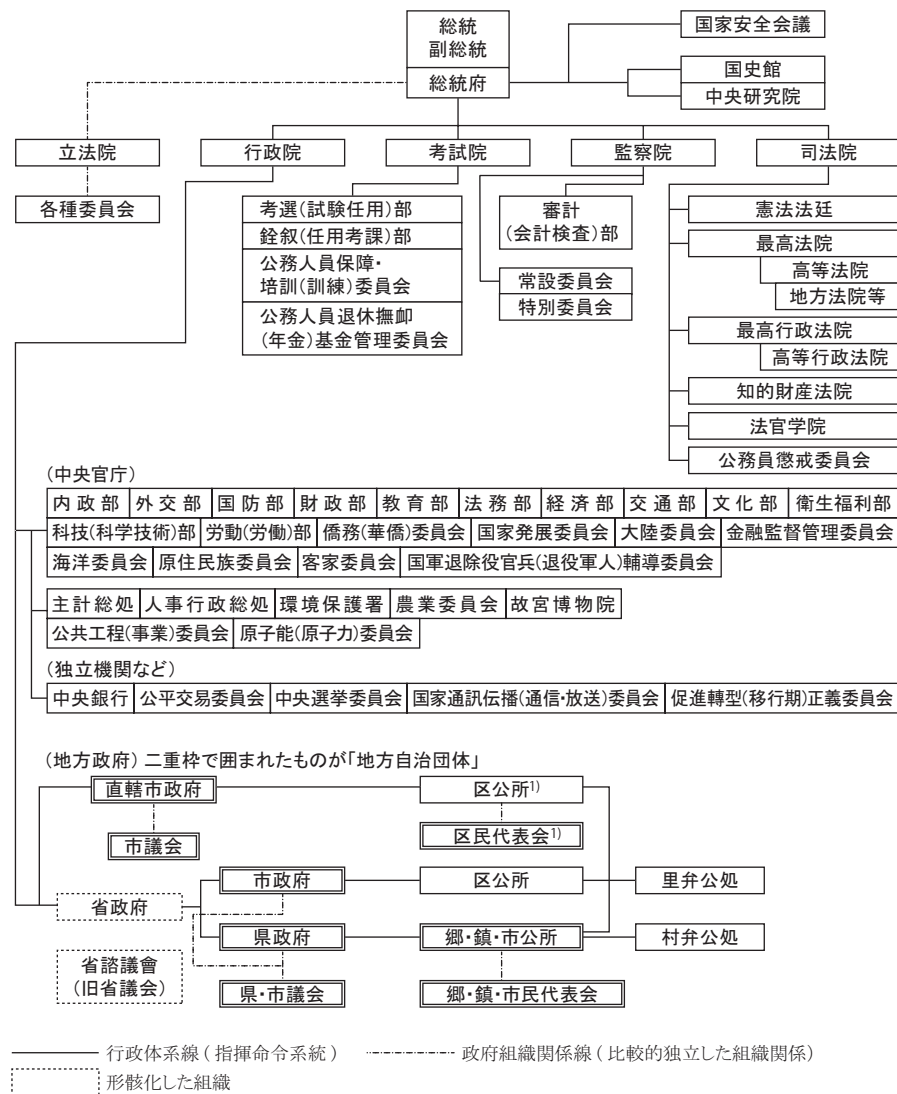 総統
副総統
総統府
国家安全会議
国史館
中央研究院
立法院
行政院
考試院
監察院
司法院
各種委員会
考選(試験任用)部
銓叙(任用考課)部
公務人員保障・
培訓(訓練)委員会
公務人員退休撫卹
(年金)基金管理委員会
審計
(会計検査)部
常設委員会
特別委員会
憲法法廷
最高法院
高等法院
地方法院等
最高行政法院
高等行政法院
知的財産法院
法官学院
公務員懲戒委員会
(中央官庁)
内政部 外交部 国防部 財政部 教育部 法務部 経済部 交通部 文化部 衛生福利部
科技(科学技術)部 労動(労働)部 僑務(華僑)委員会 国家発展委員会 大陸委員会 金融監督管理委員会
海洋委員会 原住民族委員会 客家委員会 国軍退除役官兵(退役軍人)輔導委員会
主計総処 人事行政総処 環境保護署 農業委員会 故宮博物院
公共工程(事業)委員会 原子能(原子力)委員会
(独立機関など)
中央銀行 公平交易委員会 中央選挙委員会 国家通訊伝播(通信・放送)委員会 促進轉型(移行期)正義委員会
(地方政府) 二重枠で囲まれたものが「地方自治団体」
直轄市政府
区公所1)
市議会
区民代表会1)
市政府
区公所
里弁公処
省政府
県政府
郷・鎮・市公所
村弁公処
省諮議會
(旧省議会)
県・市議会
郷・鎮・市民代表会
行政体系線(指揮命令系統)
政府組織関係線(比較的独立した組織関係)
形骸化した組織